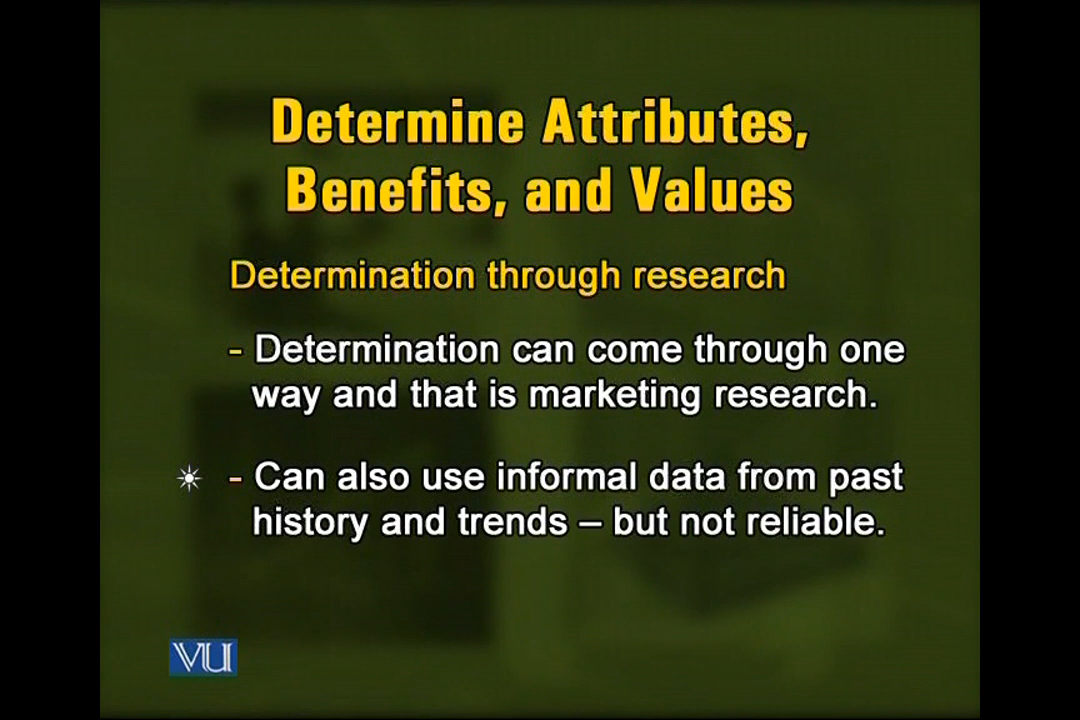 Determine Attributes,
Benefits, and Values
Determination through research
- Determination can come through one
way and that is marketing research.
- Can also use informal data from past
history and trends – but not reliable.
VU